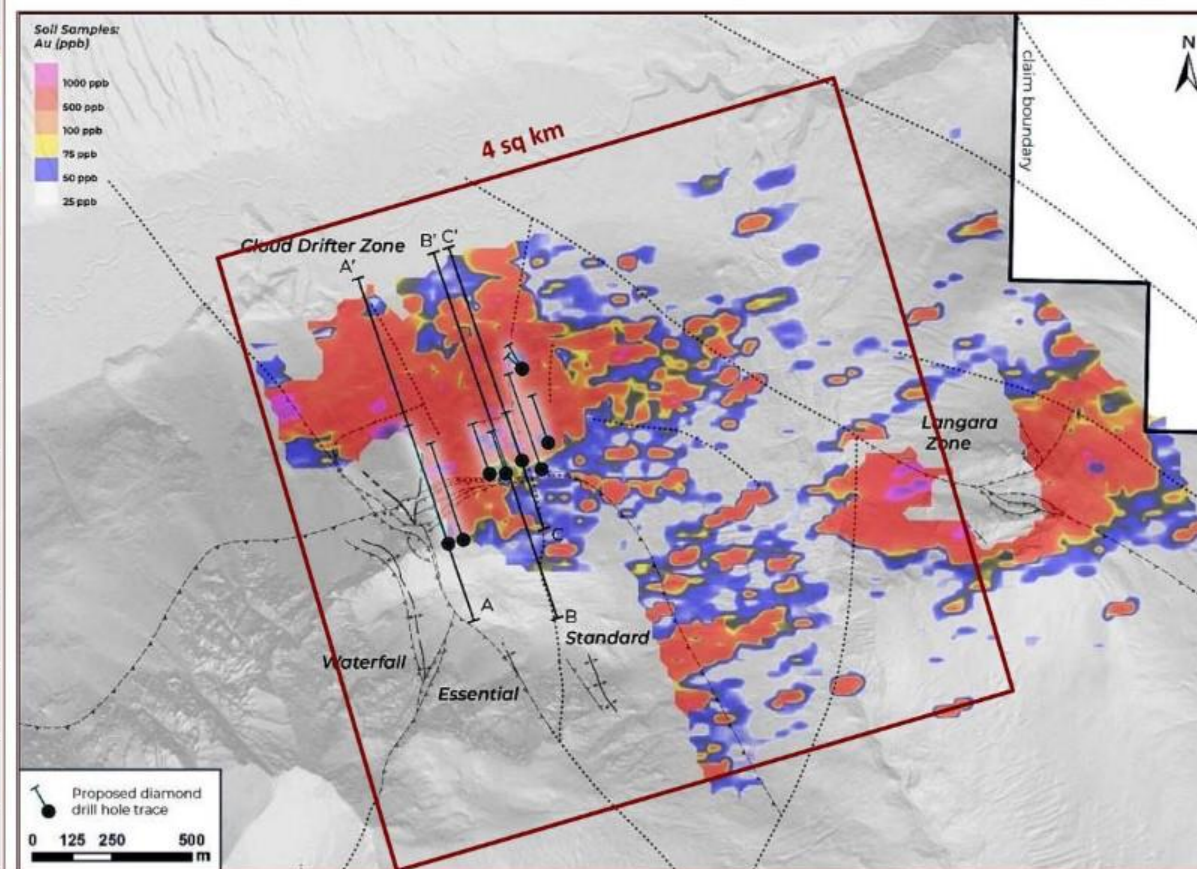 Soil Samples:
Au (ppb)
1000 ppb
500 ppb
100 ppb
75 ppb
50 ppb
25 ppb
4 sq km
claim boundary
N
Cloud Drifter Zone
A'
B'
C'
Langara
Zone
C
A
B
Standard
Waterfall
Essential
Proposed diamond
drill hole trace
0 125 250 500
m